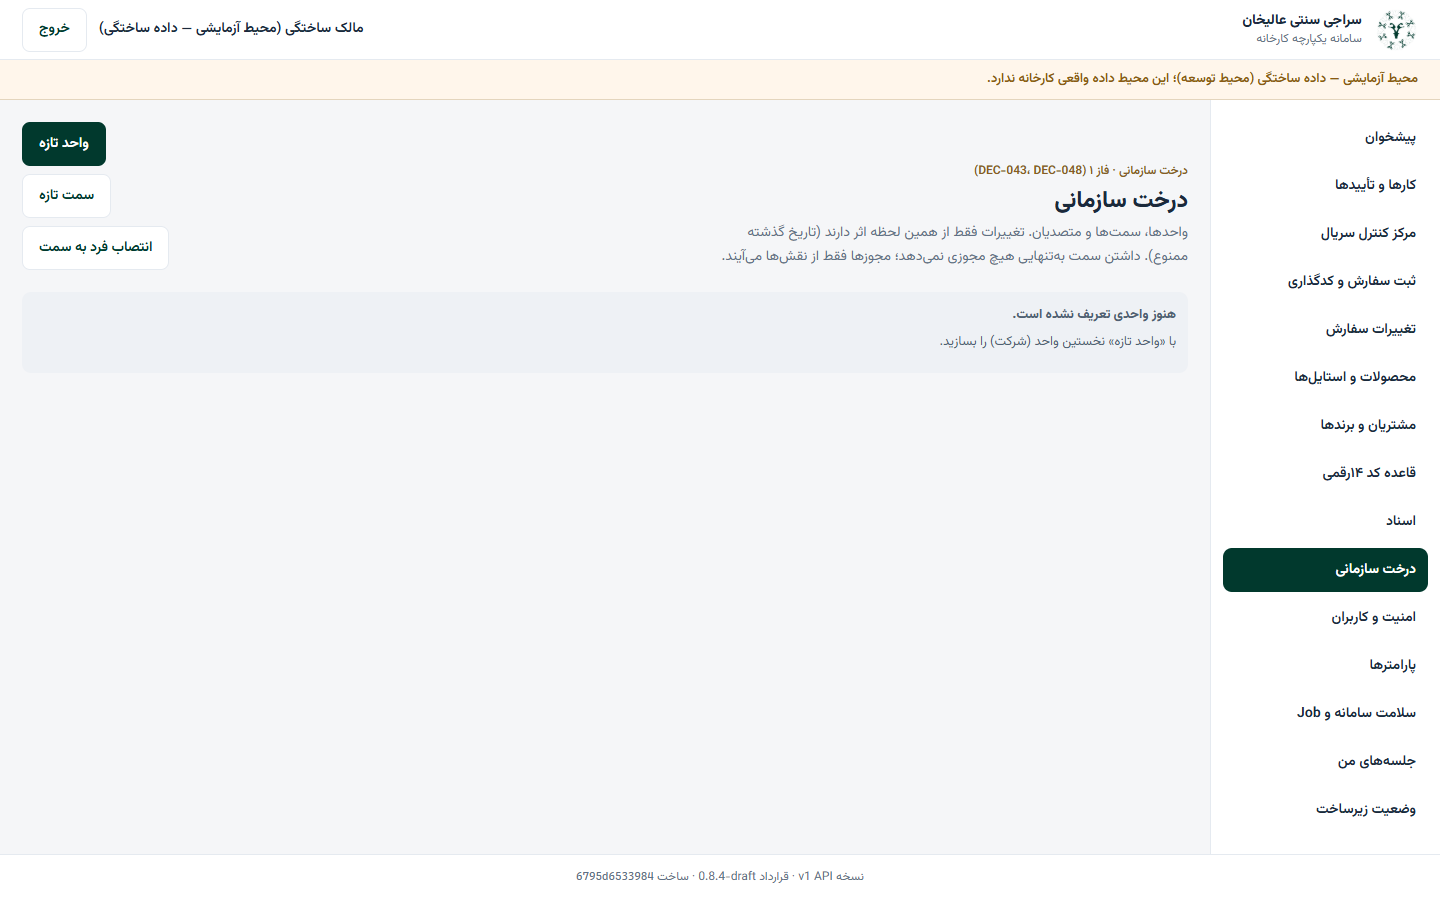 سراجی سنتی عالیخان
سامانه یکپارچه کارخانه
مالک ساختگی (محیط آزمایشی – داده ساختگی)
خروج
محیط آزمایشی – داده ساختگی (محیط توسعه)؛ این محیط داده واقعی کارخانه ندارد.
پیشخوان
کارها و تأییدها
مرکز کنترل سریال
ثبت سفارش و کدگذاری
تغییرات سفارش
محصولات و استایل‌ها
مشتریان و برندها
قاعده کد ۱۴رقمی
اسناد
درخت سازمانی
امنیت و کاربران
پارامترها
سلامت سامانه و Job
جلسه‌های من
وضعیت زیرساخت
درخت سازمانی · فاز ۱ (DEC-043، DEC-048)
درخت سازمانی
واحدها، سمت‌ها و متصدیان. تغییرات فقط از همین لحظه اثر دارند (تاریخ گذشته
ممنوع). داشتن سمت به‌تنهایی هیچ مجوزی نمی‌دهد؛ مجوزها فقط از نقش‌ها می‌آیند.
واحد تازه
سمت تازه
انتصاب فرد به سمت
هنوز واحدی تعریف نشده است.
با «واحد تازه» نخستین واحد (شرکت) را بسازید.
نسخه v1 API · قرارداد 0.8.4-draft · ساخت 6795d6533984